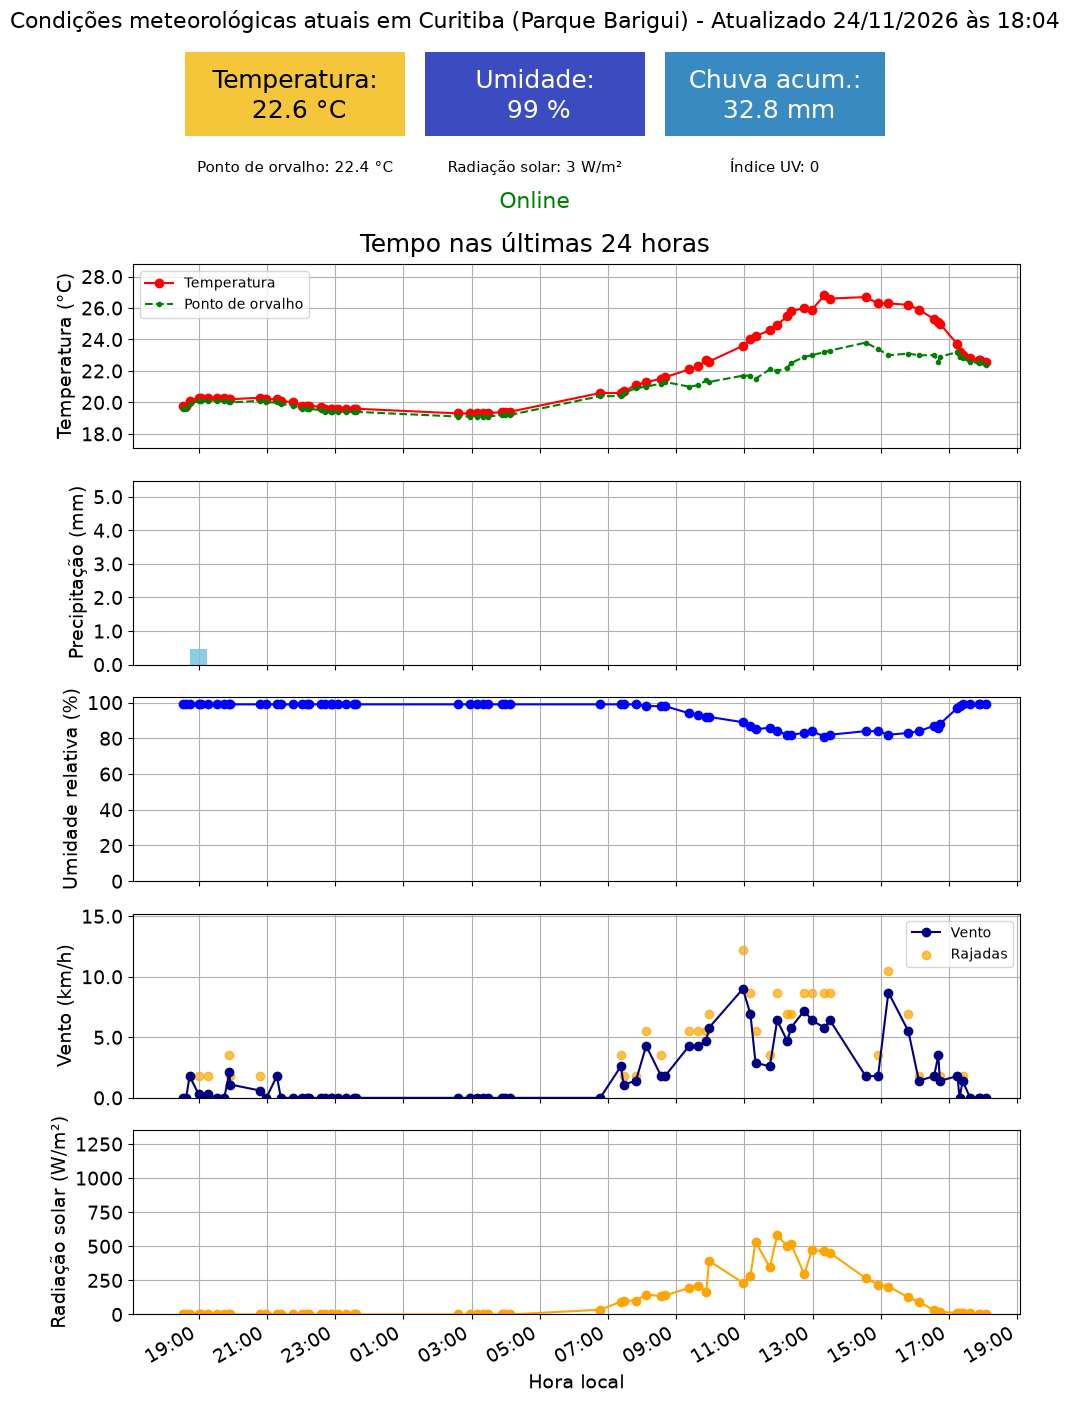 Condições meteorológicas atuais em Curitiba (Parque Barigui) - Atualizado 24/11/2026 às 18:04
Temperatura:
22.6 °C
Umidade:
99 %
Chuva acum.:
32.8 mm
Ponto de orvalho: 22.4 °C
Radiação solar: 3 W/m²
Índice UV: 0
Online
Tempo nas últimas 24 horas
Temperatura (°C)
28.0
26.0
24.0
22.0
20.0
18.0
Temperatura
Ponto de orvalho
Precipitação (mm)
5.0
4.0
3.0
2.0
1.0
0.0
Umidade relativa (%)
100
80
60
40
20
0
Vento (km/h)
15.0
10.0
5.0
0.0
Vento
Rajadas
Radiação solar (W/m²)
1250
1000
750
500
250
0
19:00
21:00
23:00
01:00
03:00
05:00
07:00
09:00
11:00
13:00
15:00
17:00
19:00
Hora local